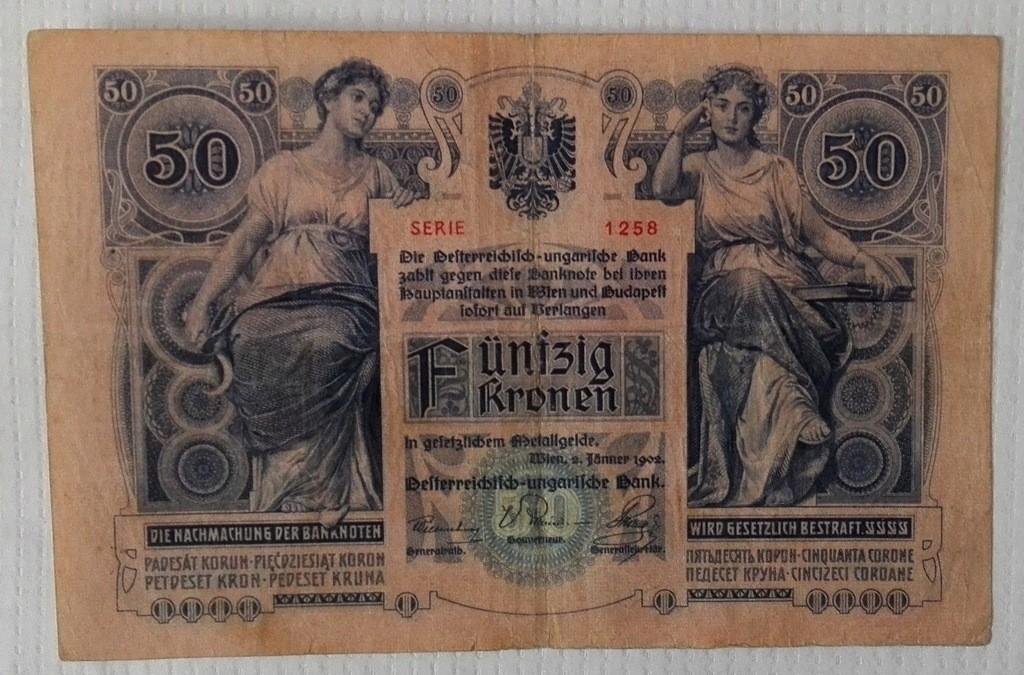 50 50 50 50 50 50
50 50
SERIE 1258
Die Oesterreichisch-ungarische Bank
zahlt gegen diese Banknote bei ihren
Hauptanstalten in Wien und Budapest
sofort auf Verlangen
Fünfzig
Kronen
in gesetzlichem Metallgelde.
Wien, 2. Jänner 1902.
Oesterreichisch-ungarische Bank.
Generalrath. Gouverneur. Generalsekretär.
DIE NACHMACHUNG DER BANKNOTEN WIRD GESETZLICH BESTRAFT.
PADESÁT KORUN · PIĘĆDZIESIĄT KORON ПЯТЬДЕСЯТЬ КОРОН · CINQUANTA CORONE
PETDESET KRON · PEDESET KRUNA ПЕДЕСЕТ КРУНА · CINCIZECI COROANE